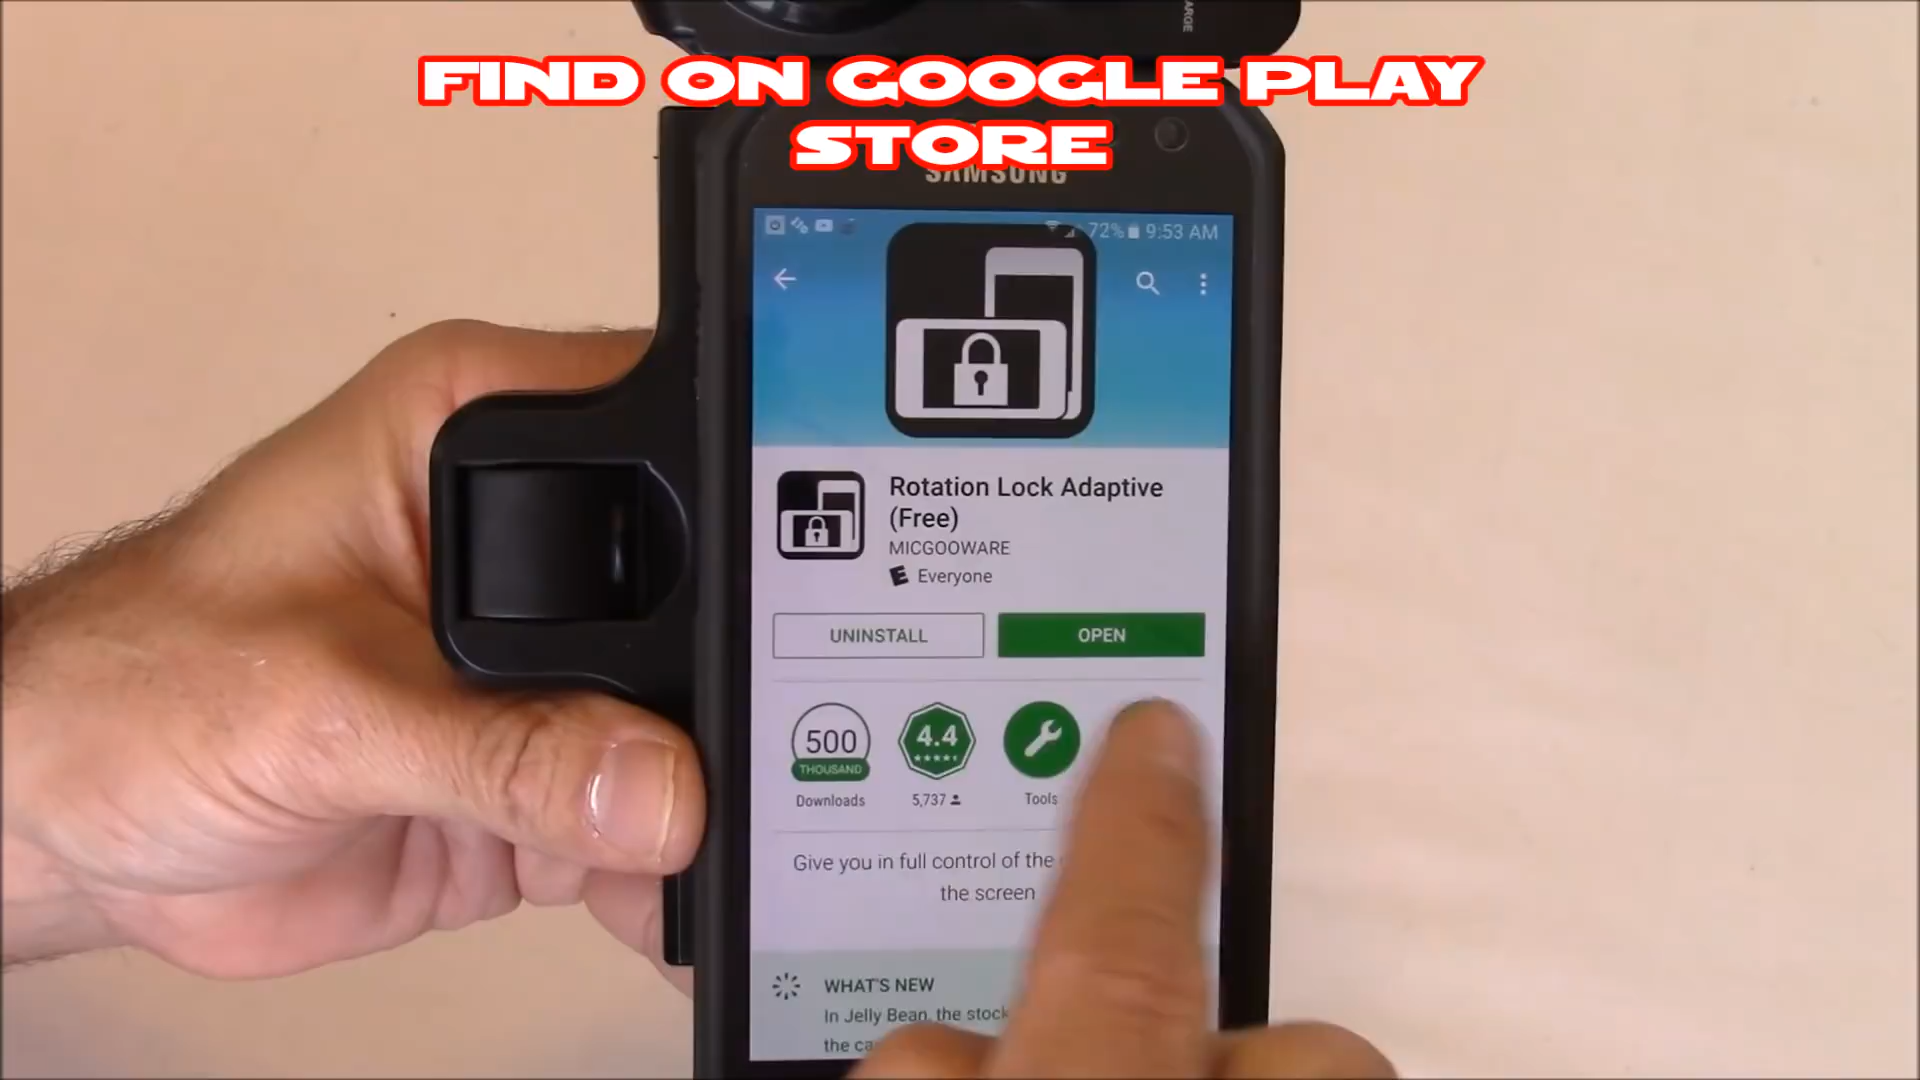 ARGE
FIND ON GOOGLE PLAY
STORE
SAMSUNG
72% 9:53 AM
Rotation Lock Adaptive
(Free)
MICGOOWARE
E Everyone
UNINSTALL OPEN
500
THOUSAND
4.4
Downloads 5,737 Tools
Give you in full control of the
the screen
WHAT'S NEW
In Jelly Bean, the stock
the